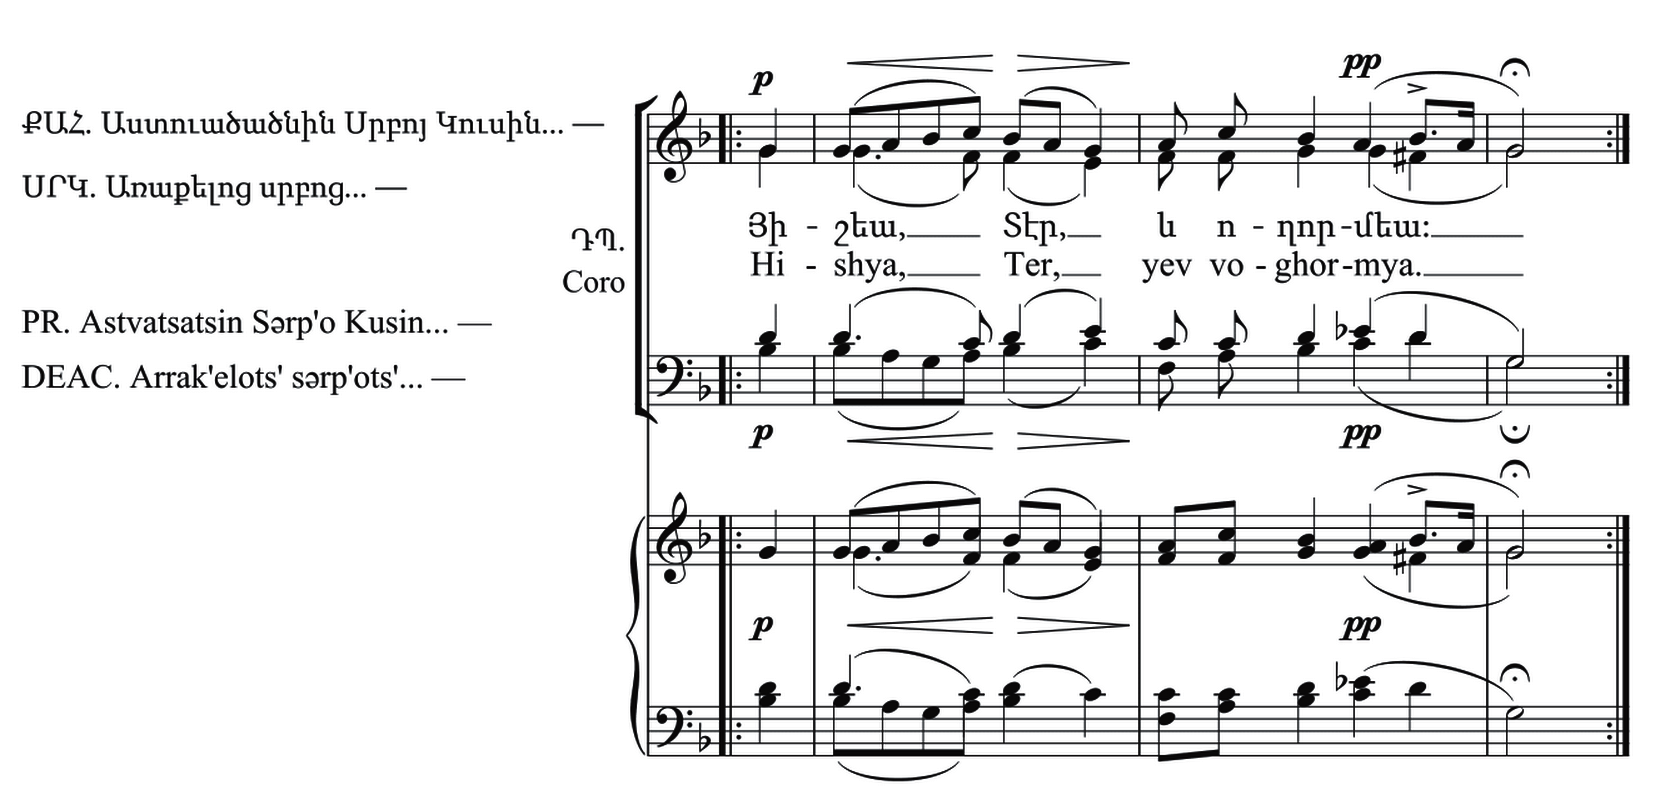 p pp
ՔԱՀ. Աստուածածնին Սրբոյ Կուսին... —
ՍՐԿ. Առաքելոց սրբոց... —
Յի - շեա, Տէր, և ո - ղոր-մեա:
ԴՊ.
Hi - shya, Ter, yev vo - ghor-mya.
Coro
PR. Astvatsatsin Sərp'o Kusin... —
DEAC. Arrak'elots' sərp'ots'... —
p pp
p pp